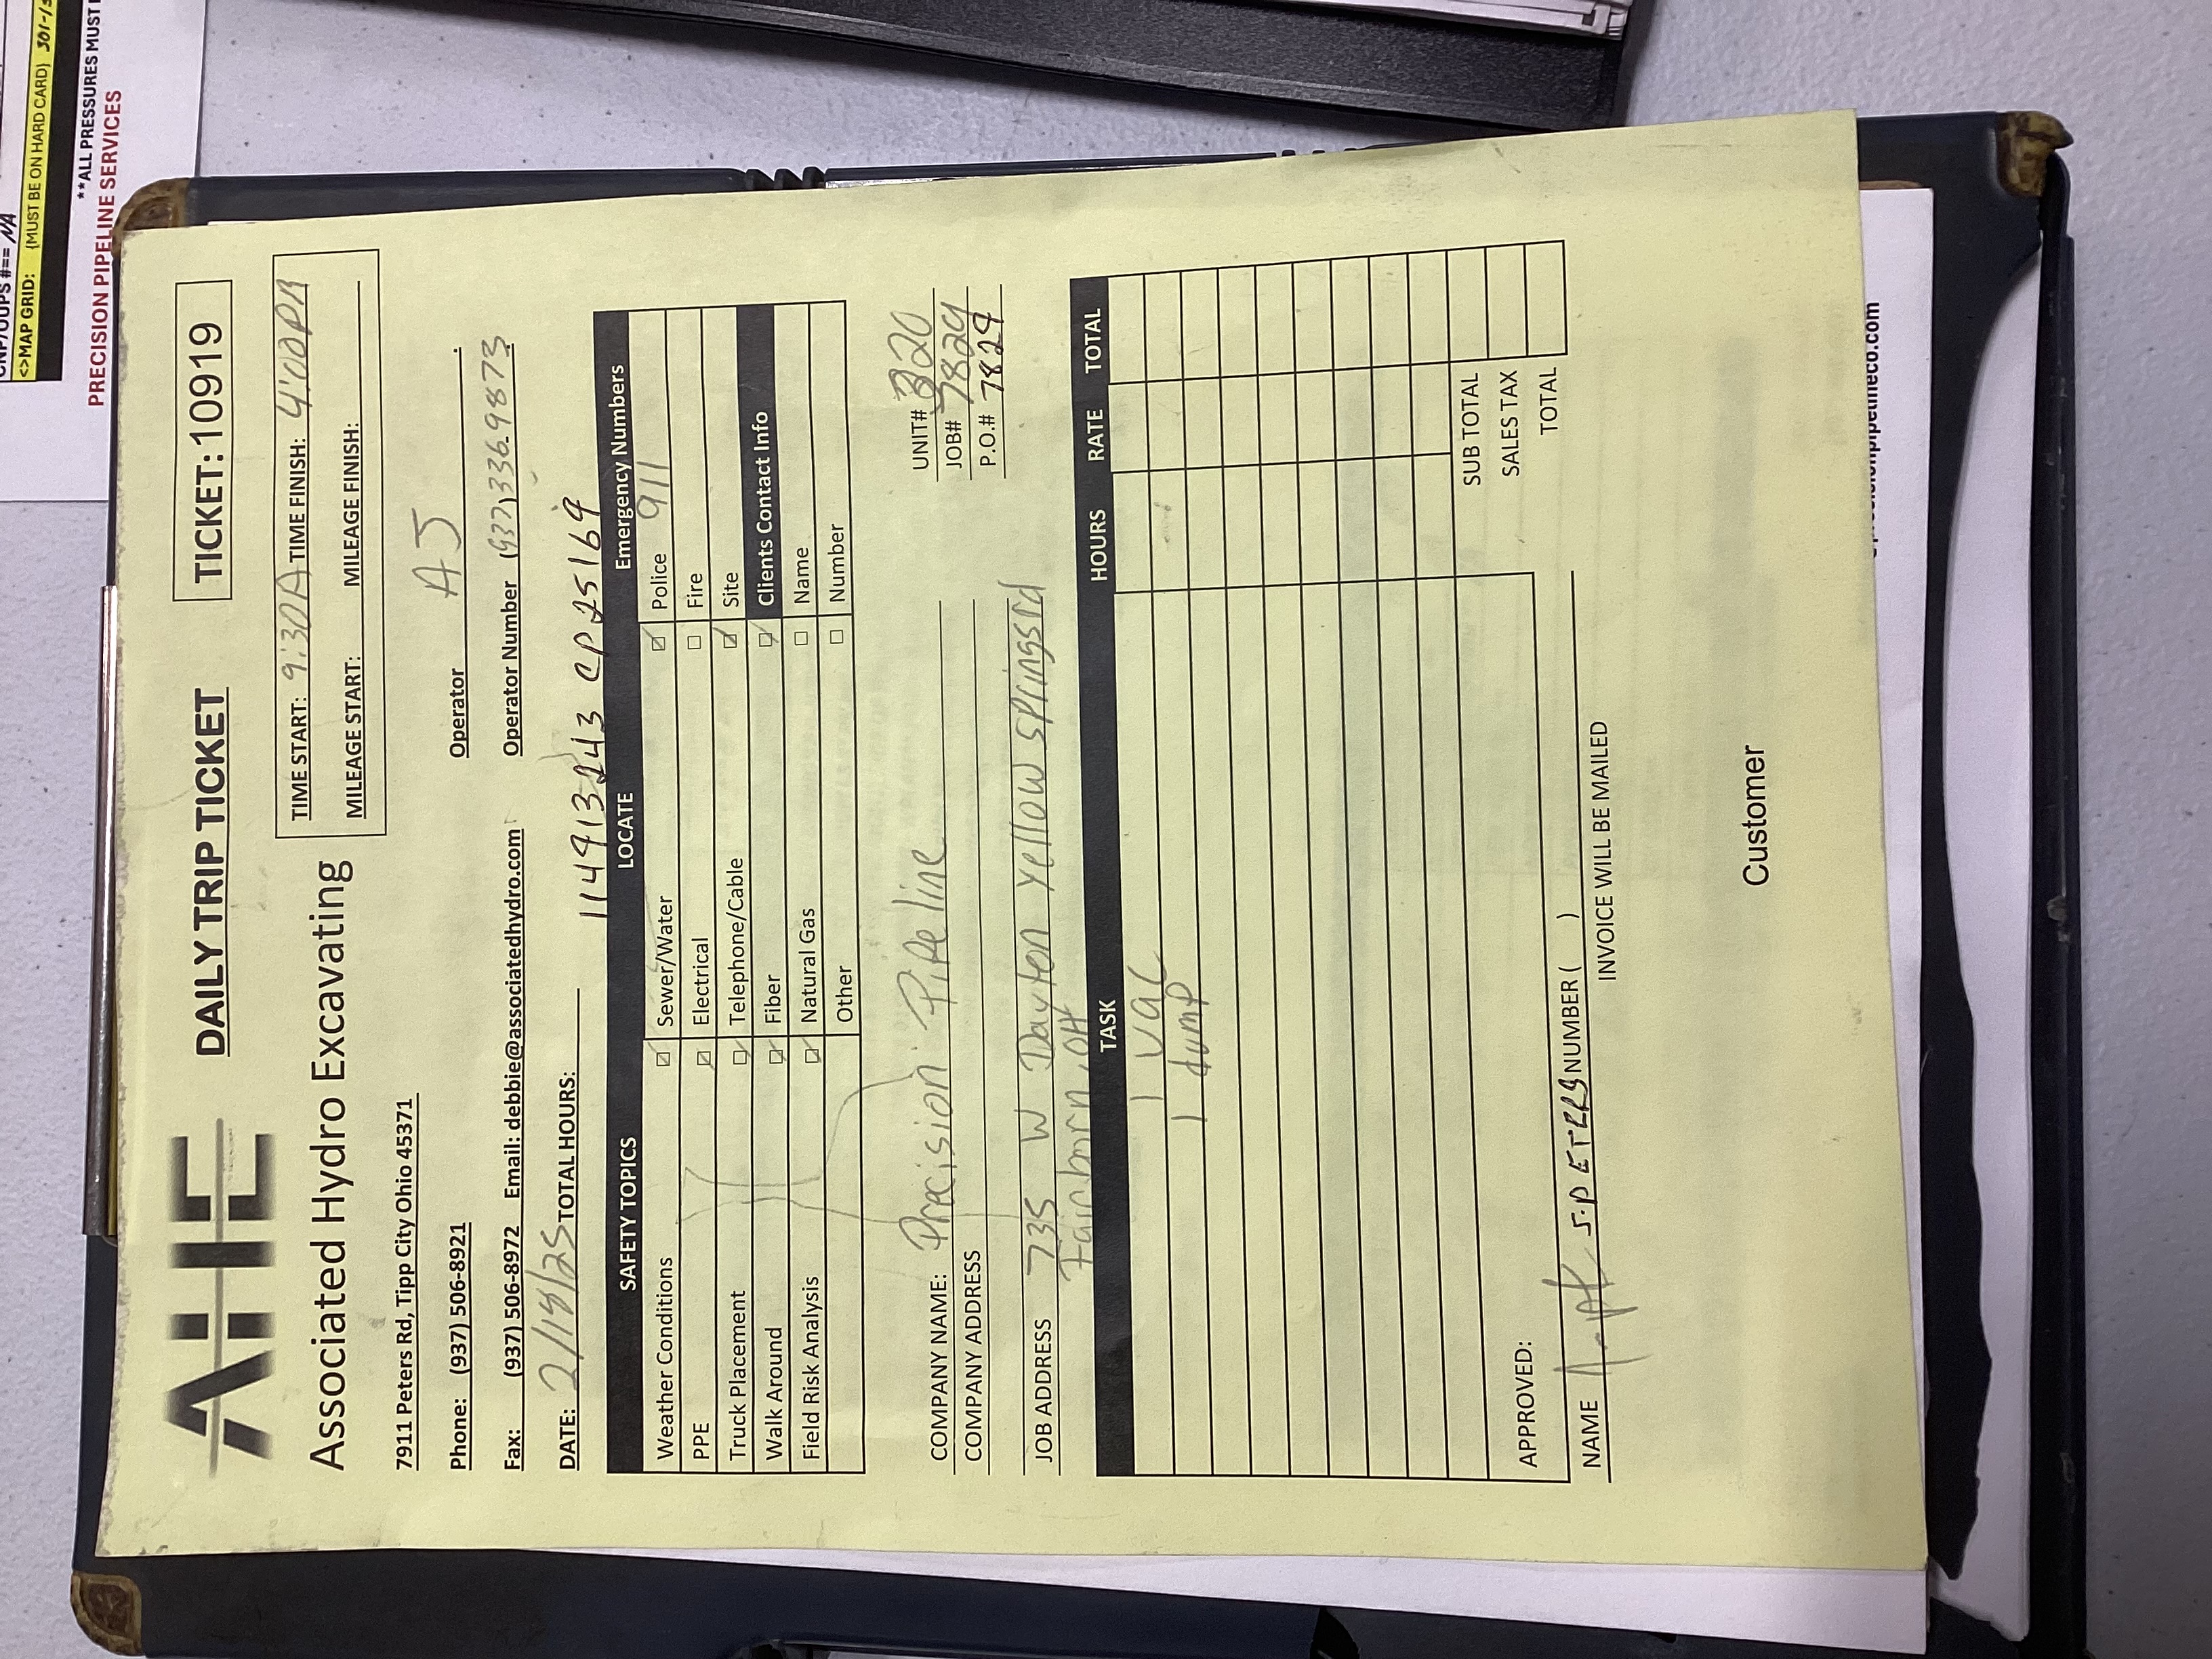 AHE
DAILY TRIP TICKET
TICKET:10919
Associated Hydro Excavating
TIME START: 9:30A TIME FINISH: 4:00PM
MILEAGE START: MILEAGE FINISH:
7911 Peters Rd, Tipp City Ohio 45371
Phone: (937) 506-8921
Operator AJ
Fax: (937) 506-8972 Email: debbie@associatedhydro.com
Operator Number (937)336-9873
DATE: 2/18/25 TOTAL HOURS:
114913243 CP25169
SAFETY TOPICS LOCATE Emergency Numbers
Weather Conditions Sewer/Water Police 911
PPE Electrical Fire
Truck Placement Telephone/Cable Site
Walk Around Fiber Clients Contact Info
Field Risk Analysis Natural Gas Name
Other Number
COMPANY NAME: Precision Pipeline
COMPANY ADDRESS
UNIT# 3820
JOB# 7824
P.O.# 7824
JOB ADDRESS 735 W Dayton Yellow Springs rd
Fairborn, OH
TASK HOURS RATE TOTAL
1 vac
1 dump
SUB TOTAL
SALES TAX
TOTAL
APPROVED:
NAME S.PETERS NUMBER ( )
INVOICE WILL BE MAILED
Customer
<>MAP GRID: (MUST BE ON HARD CARD)
**ALL PRESSURES MUST
PRECISION PIPELINE SERVICES